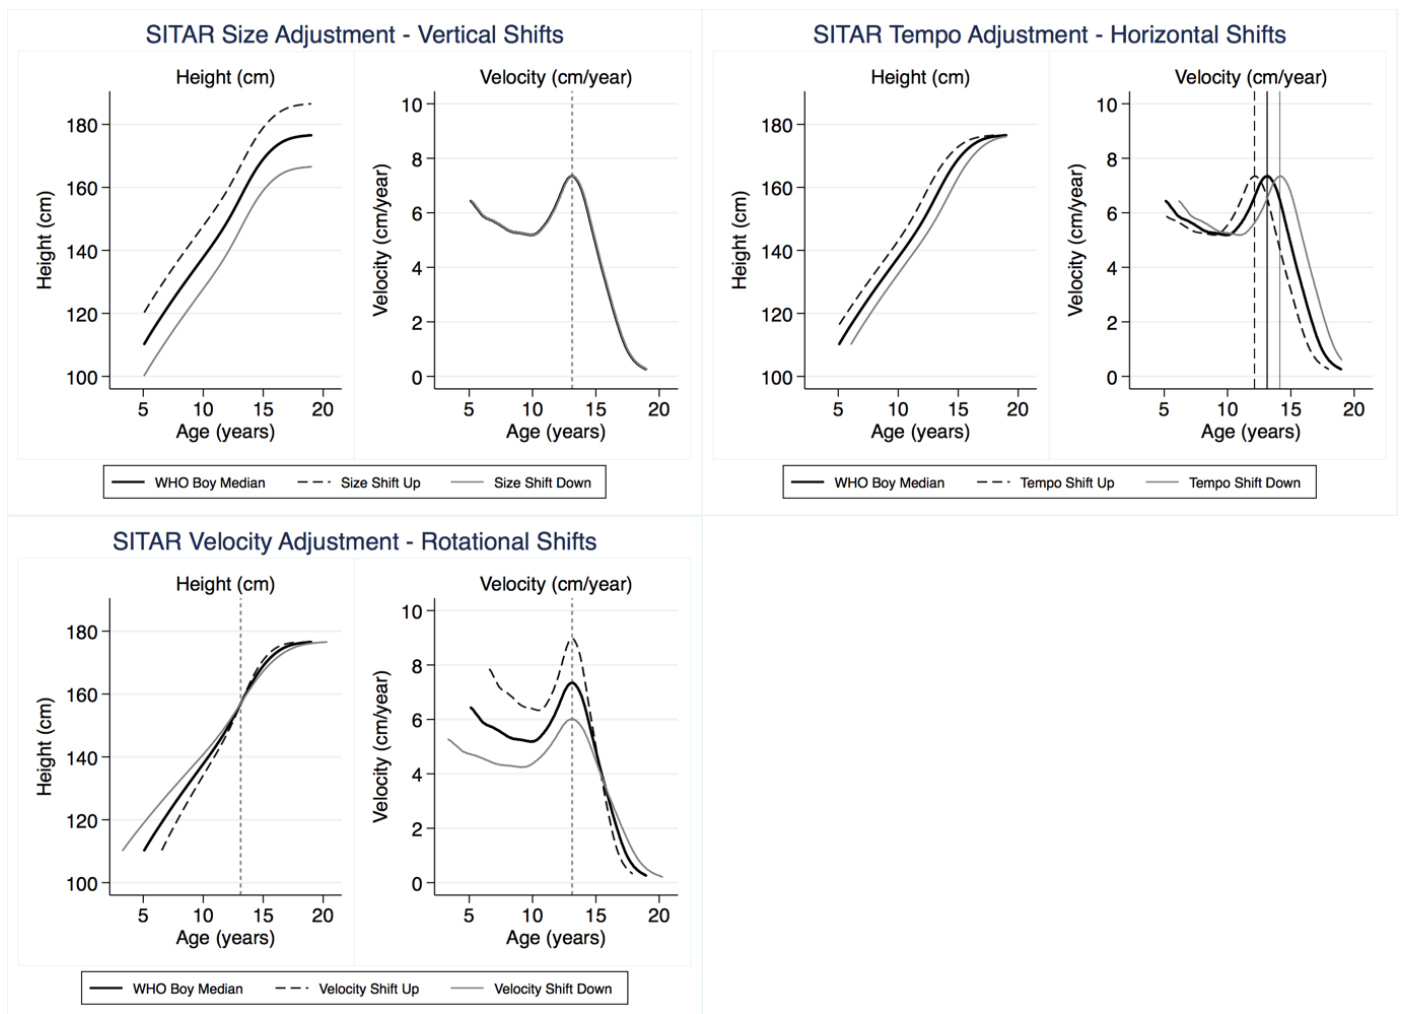 SITAR Size Adjustment - Vertical Shifts
Height (cm)
Velocity (cm/year)
Height (cm)
180
160
140
120
100
5 10 15 20
Age (years)
Velocity (cm/year)
10
8
6
4
2
0
5 10 15 20
Age (years)
WHO Boy Median Size Shift Up Size Shift Down
SITAR Tempo Adjustment - Horizontal Shifts
Height (cm)
Velocity (cm/year)
Height (cm)
180
160
140
120
100
5 10 15 20
Age (years)
Velocity (cm/year)
10
8
6
4
2
0
5 10 15 20
Age (years)
WHO Boy Median Tempo Shift Up Tempo Shift Down
SITAR Velocity Adjustment - Rotational Shifts
Height (cm)
Velocity (cm/year)
Height (cm)
180
160
140
120
100
5 10 15 20
Age (years)
Velocity (cm/year)
10
8
6
4
2
0
5 10 15 20
Age (years)
WHO Boy Median Velocity Shift Up Velocity Shift Down